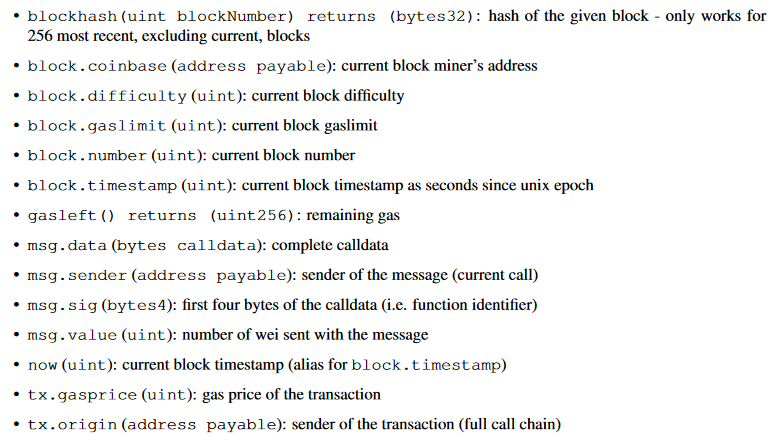 • blockhash(uint blockNumber) returns (bytes32): hash of the given block - only works for
256 most recent, excluding current, blocks
• block.coinbase (address payable): current block miner’s address
• block.difficulty (uint): current block difficulty
• block.gaslimit (uint): current block gaslimit
• block.number (uint): current block number
• block.timestamp (uint): current block timestamp as seconds since unix epoch
• gasleft() returns (uint256): remaining gas
• msg.data (bytes calldata): complete calldata
• msg.sender (address payable): sender of the message (current call)
• msg.sig (bytes4): first four bytes of the calldata (i.e. function identifier)
• msg.value (uint): number of wei sent with the message
• now (uint): current block timestamp (alias for block.timestamp)
• tx.gasprice (uint): gas price of the transaction
• tx.origin (address payable): sender of the transaction (full call chain)